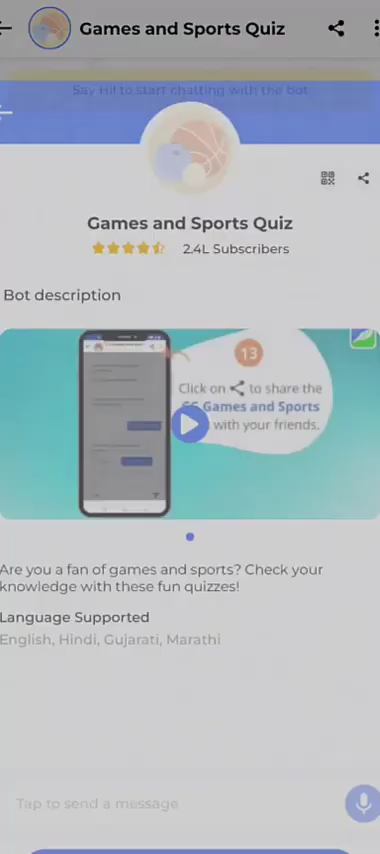 Games and Sports Quiz
Say Hi! to start chatting with the bot
Games and Sports Quiz
2.4L Subscribers
Bot description
13
Click on to share the
Games and Sports
with your friends.
Are you a fan of games and sports? Check your
knowledge with these fun quizzes!
Language Supported
English, Hindi, Gujarati, Marathi
Tap to send a message